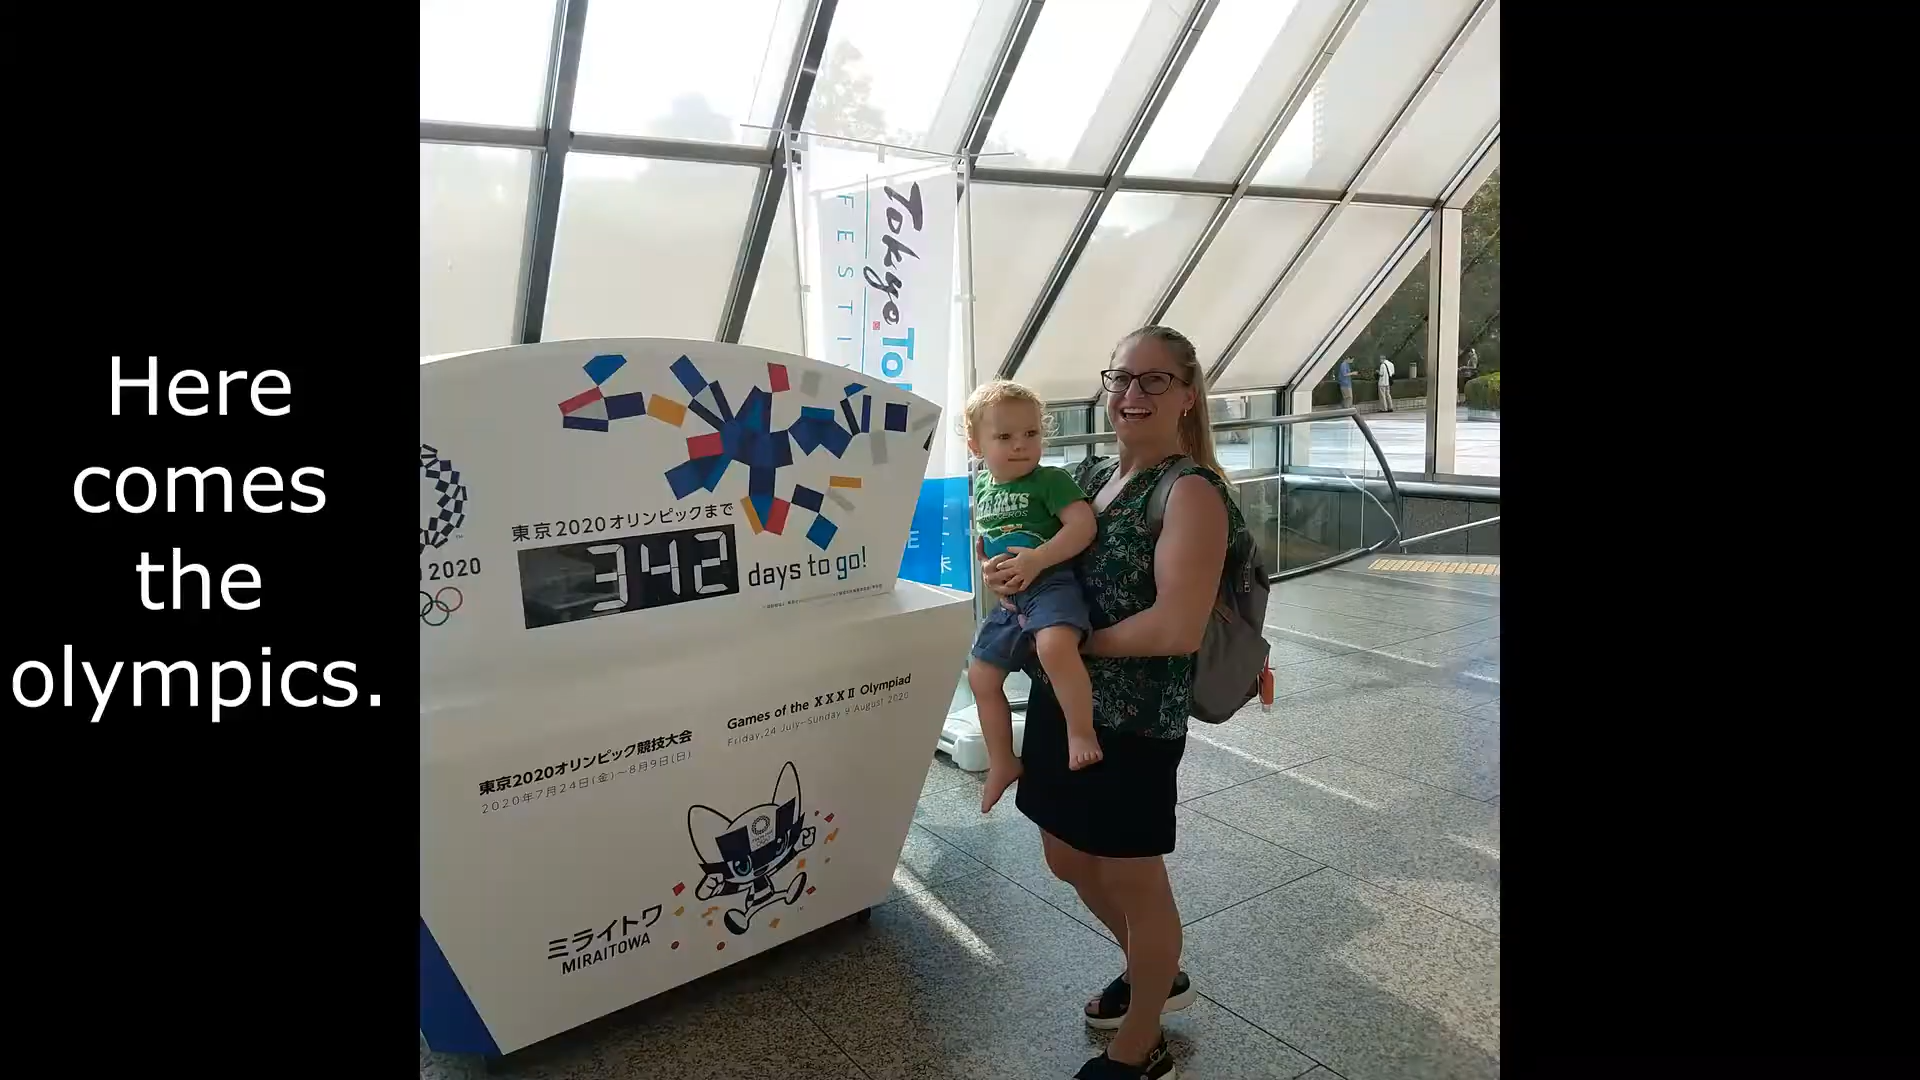 Here
comes
the
olympics.
Tokyo
FESTI
To
東京2020オリンピックまで
342 days to go!
2020
DAYS
Games of the XXXII Olympiad
Friday,24 July–Sunday 9 August 2020
東京2020オリンピック競技大会
2020年7月24日(金)～8月9日(日)
ミライトワ
MIRAITOWA